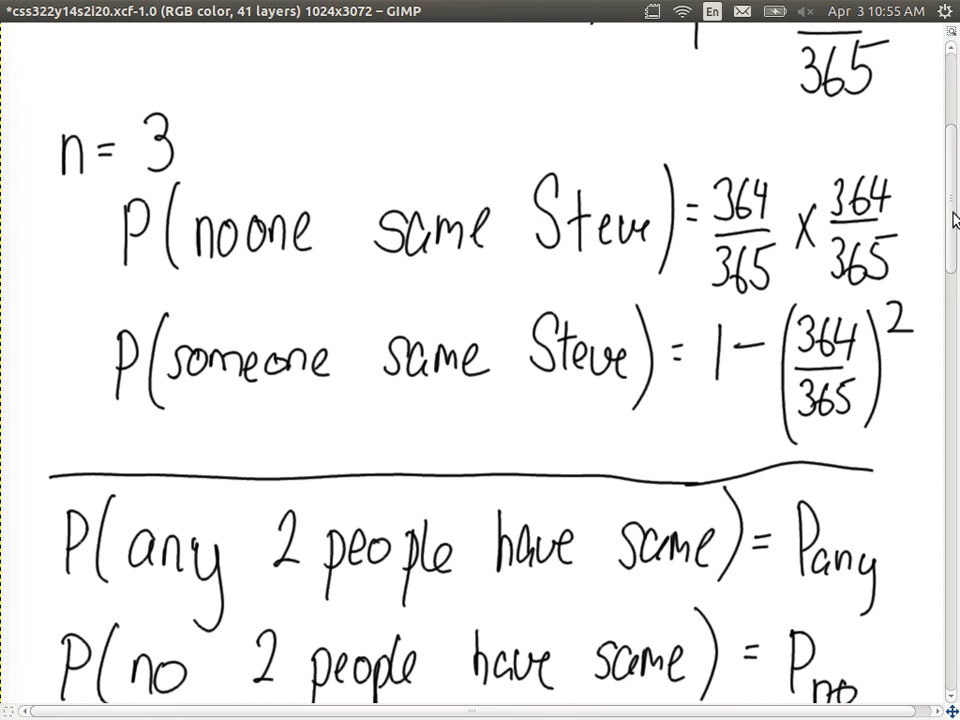 *css322y14s2i20.xcf-1.0 (RGB color, 41 layers) 1024x3072 – GIMP
En
Apr 3 10:55 AM
365
n = 3
P(noone same Steve) = 364/365 × 364/365
P(someone same Steve) = 1 − (364/365)²
P(any 2 people have same) = Pany
P(no 2 people have same) = Pno